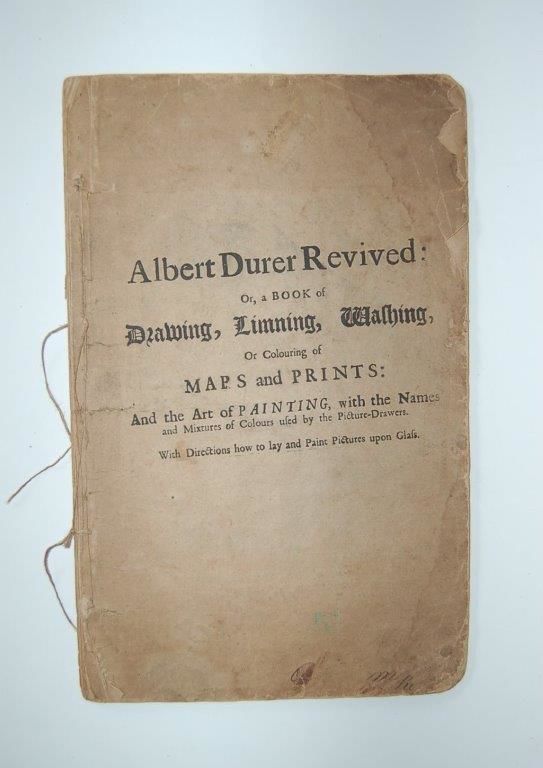 Albert Durer Revived:
Or, a BOOK of
Drawing, Limning, Waſhing,
Or Colouring of
MAPS and PRINTS:
And the Art of PAINTING, with the Names
and Mixtures of Colours uſed by the Picture-Drawers.
With Directions how to lay and Paint Pictures upon Glaſs.